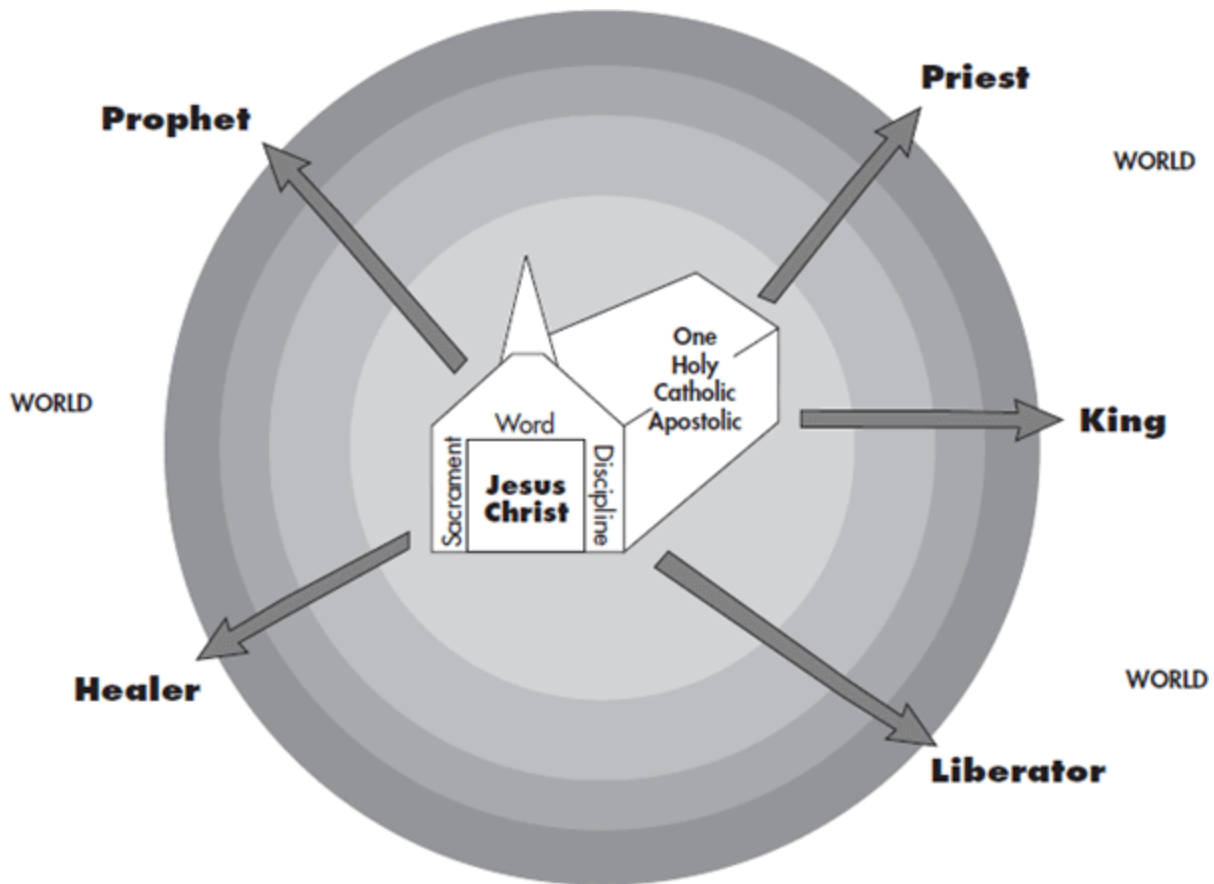 Priest
Prophet
WORLD
One
Holy
Catholic
Apostolic
WORLD
King
Word
Sacrament
Jesus
Christ
Discipline
Healer
WORLD
Liberator